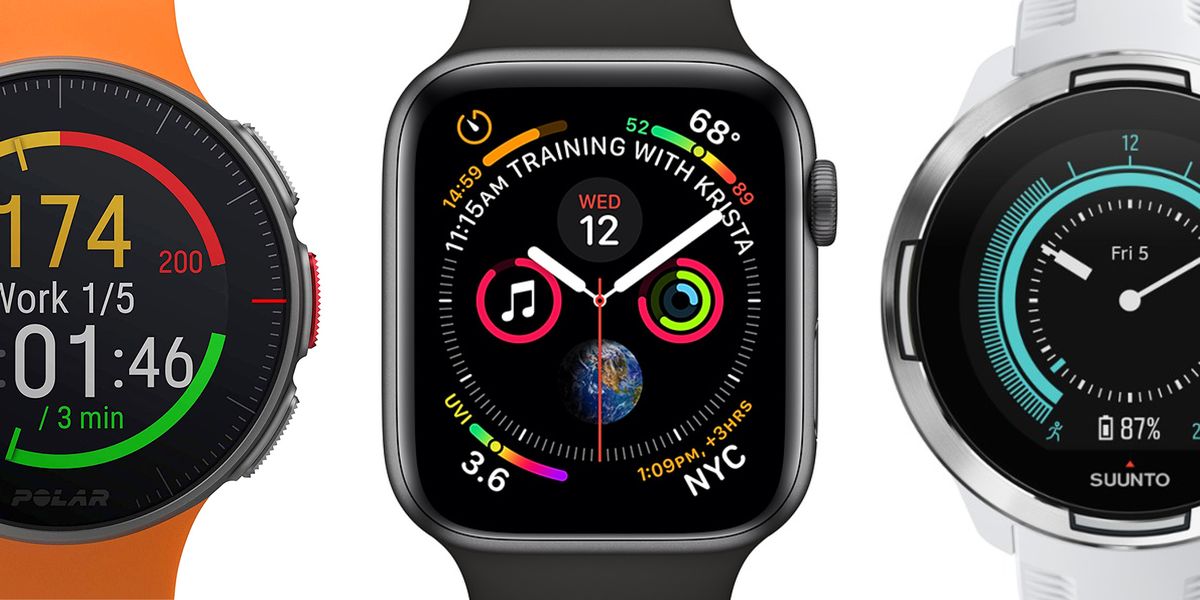 174
200
Work 1/5
:01:46
/ 3 min
POLAR
14:59
11:15AM TRAINING WITH KRISTA
52
68°
89
WED
12
UVI
3.6
1:09PM, +3HRS
NYC
12
Fri 5
87%
2
SUUNTO